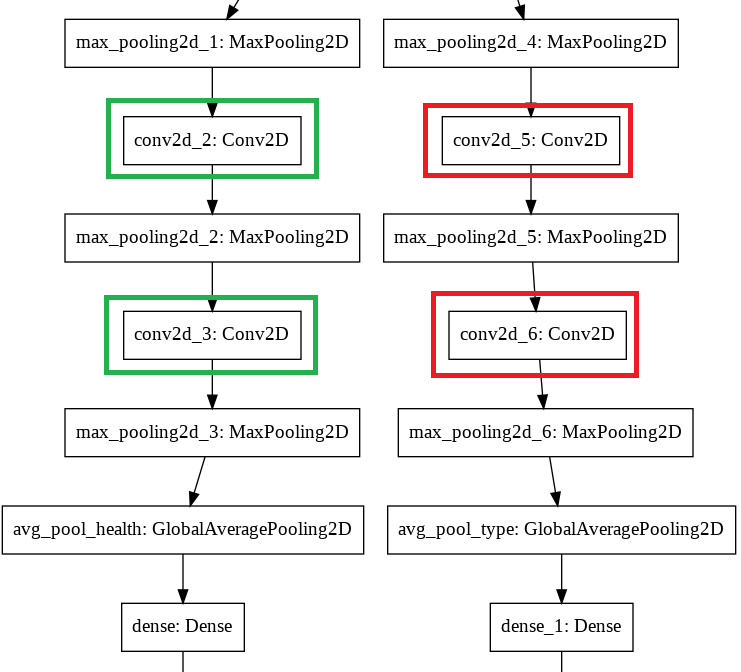 max_pooling2d_1: MaxPooling2D
max_pooling2d_4: MaxPooling2D
conv2d_2: Conv2D
conv2d_5: Conv2D
max_pooling2d_2: MaxPooling2D
max_pooling2d_5: MaxPooling2D
conv2d_3: Conv2D
conv2d_6: Conv2D
max_pooling2d_3: MaxPooling2D
max_pooling2d_6: MaxPooling2D
avg_pool_health: GlobalAveragePooling2D
avg_pool_type: GlobalAveragePooling2D
dense: Dense
dense_1: Dense